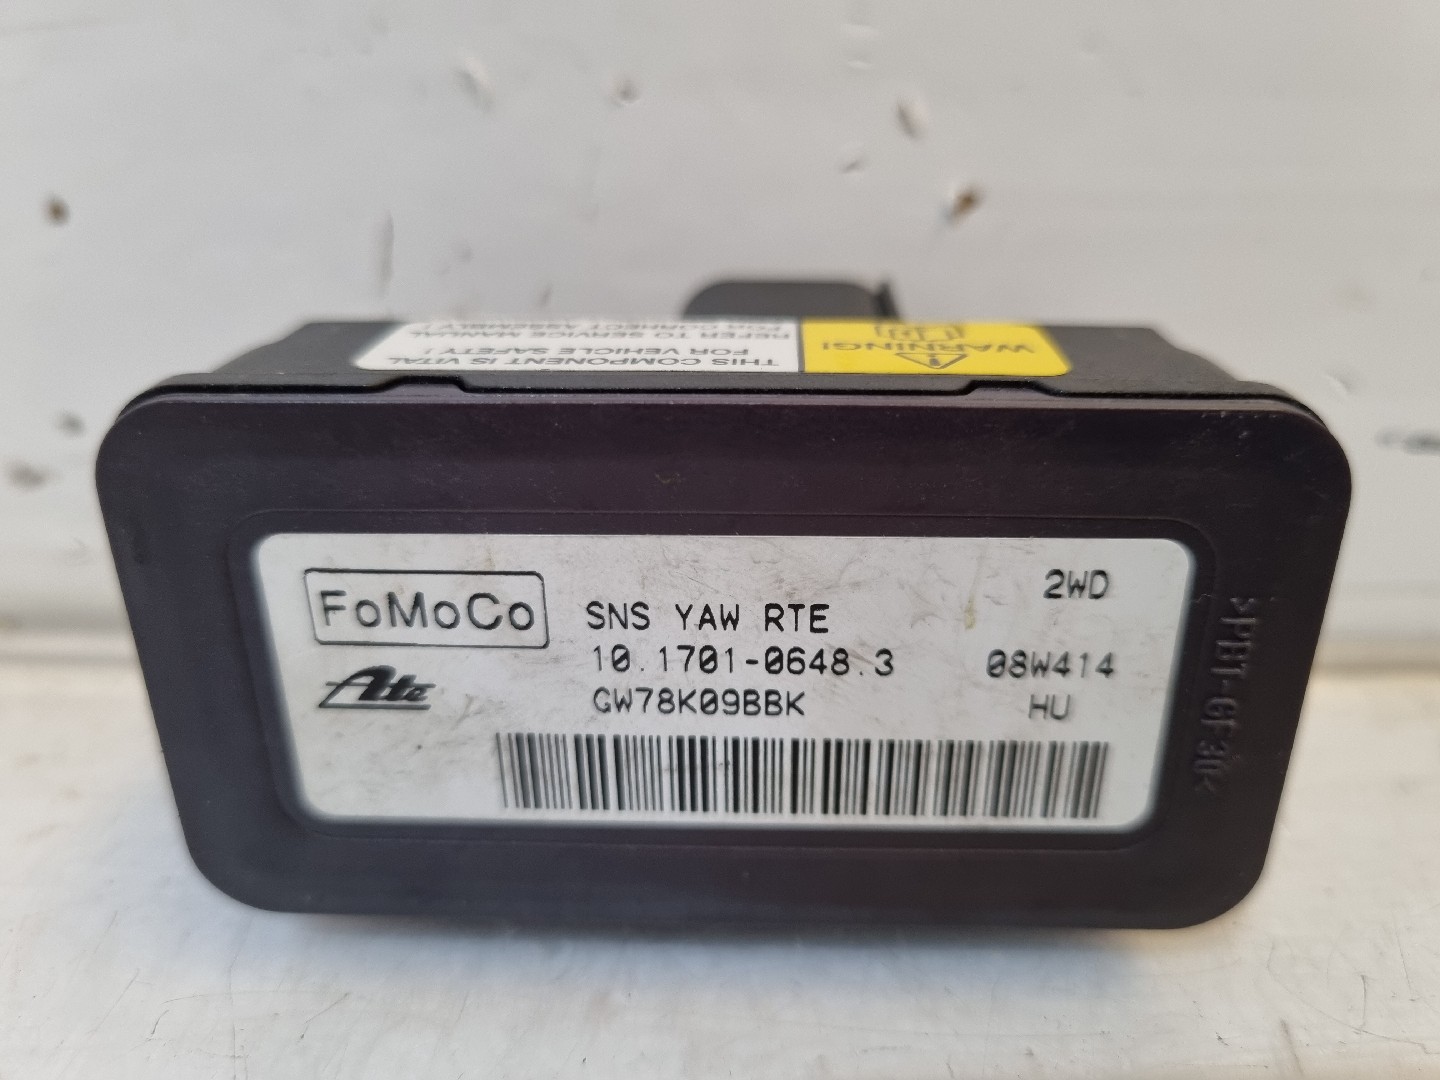 THIS COMPONENT IS VITAL
FOR VEHICLE SAFETY !
REFER TO SERVICE MANUAL
FOR CORRECT ASSEMBLY !
WARNING!
FoMoCo
Ate
SNS YAW RTE
10.1701-0648.3
GW78K09BBK
2WD
08W414
HU
>PBT-GF30<